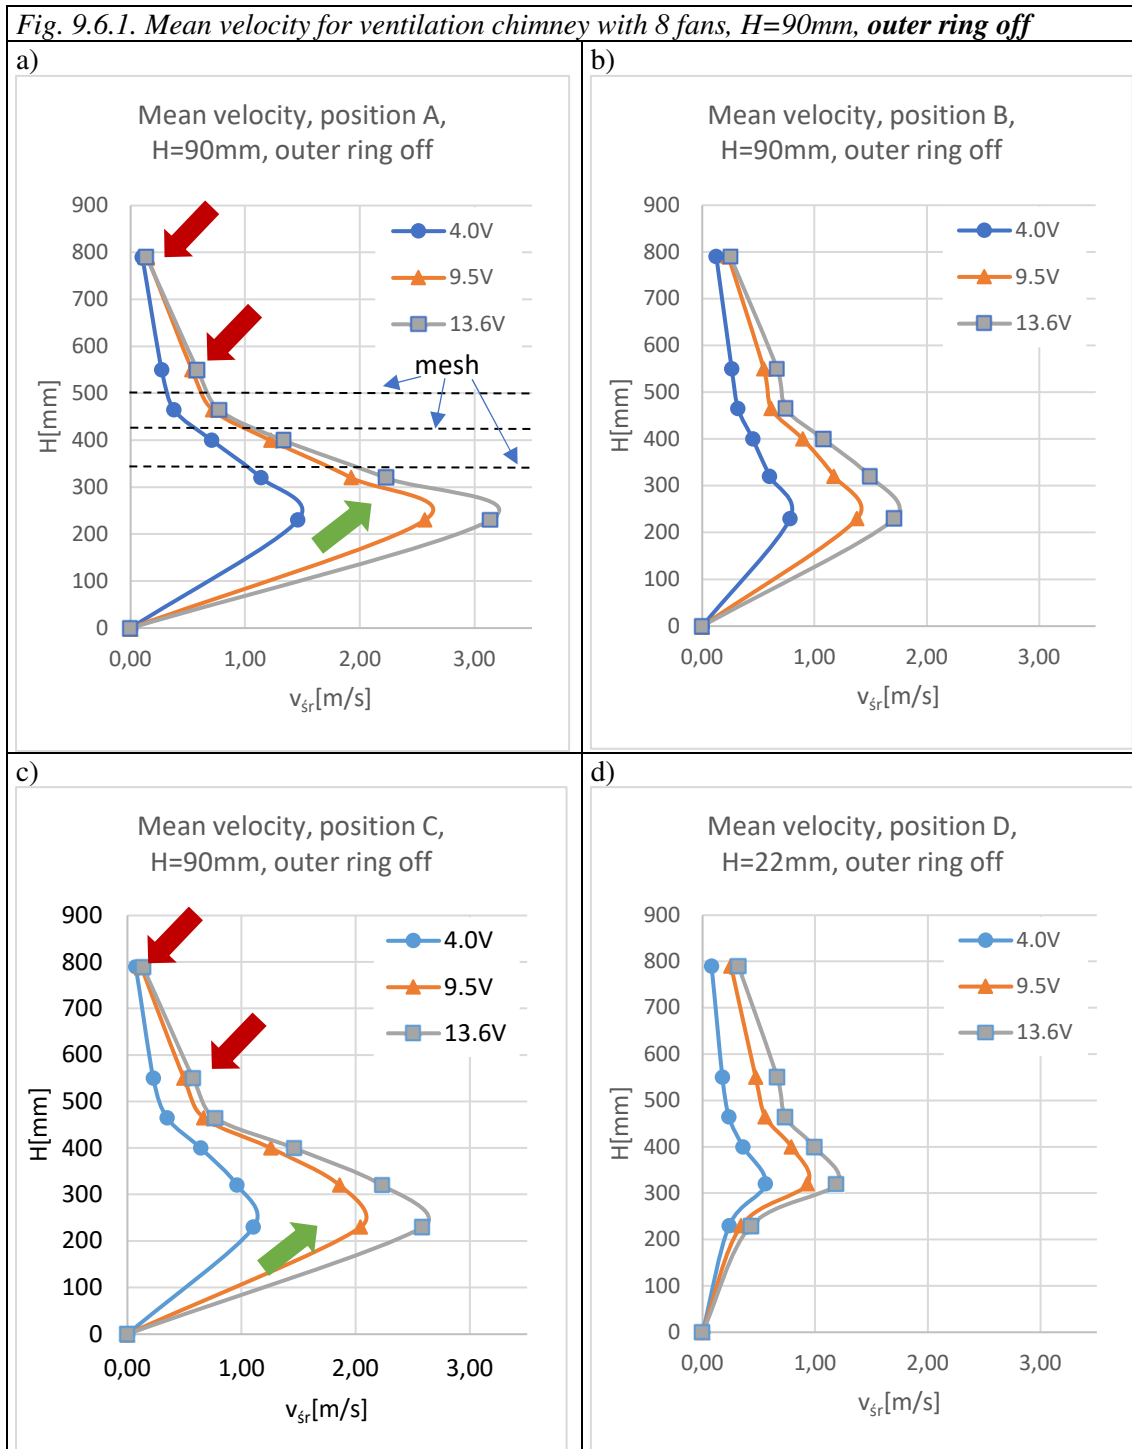 Fig. 9.6.1. Mean velocity for ventilation chimney with 8 fans, H=90mm, outer ring off
a)
Mean velocity, position A,
H=90mm, outer ring off
H[mm]
900
800
700
600
500
400
300
200
100
0
4.0V
9.5V
13.6V
mesh
0,00 1,00 2,00 3,00
vśr[m/s]
b)
Mean velocity, position B,
H=90mm, outer ring off
H[mm]
900
800
700
600
500
400
300
200
100
0
4.0V
9.5V
13.6V
0,00 1,00 2,00 3,00
vśr[m/s]
c)
Mean velocity, position C,
H=90mm, outer ring off
H[mm]
900
800
700
600
500
400
300
200
100
0
4.0V
9.5V
13.6V
0,00 1,00 2,00 3,00
vśr[m/s]
d)
Mean velocity, position D,
H=22mm, outer ring off
H[mm]
900
800
700
600
500
400
300
200
100
0
4.0V
9.5V
13.6V
0,00 1,00 2,00 3,00
vśr[m/s]